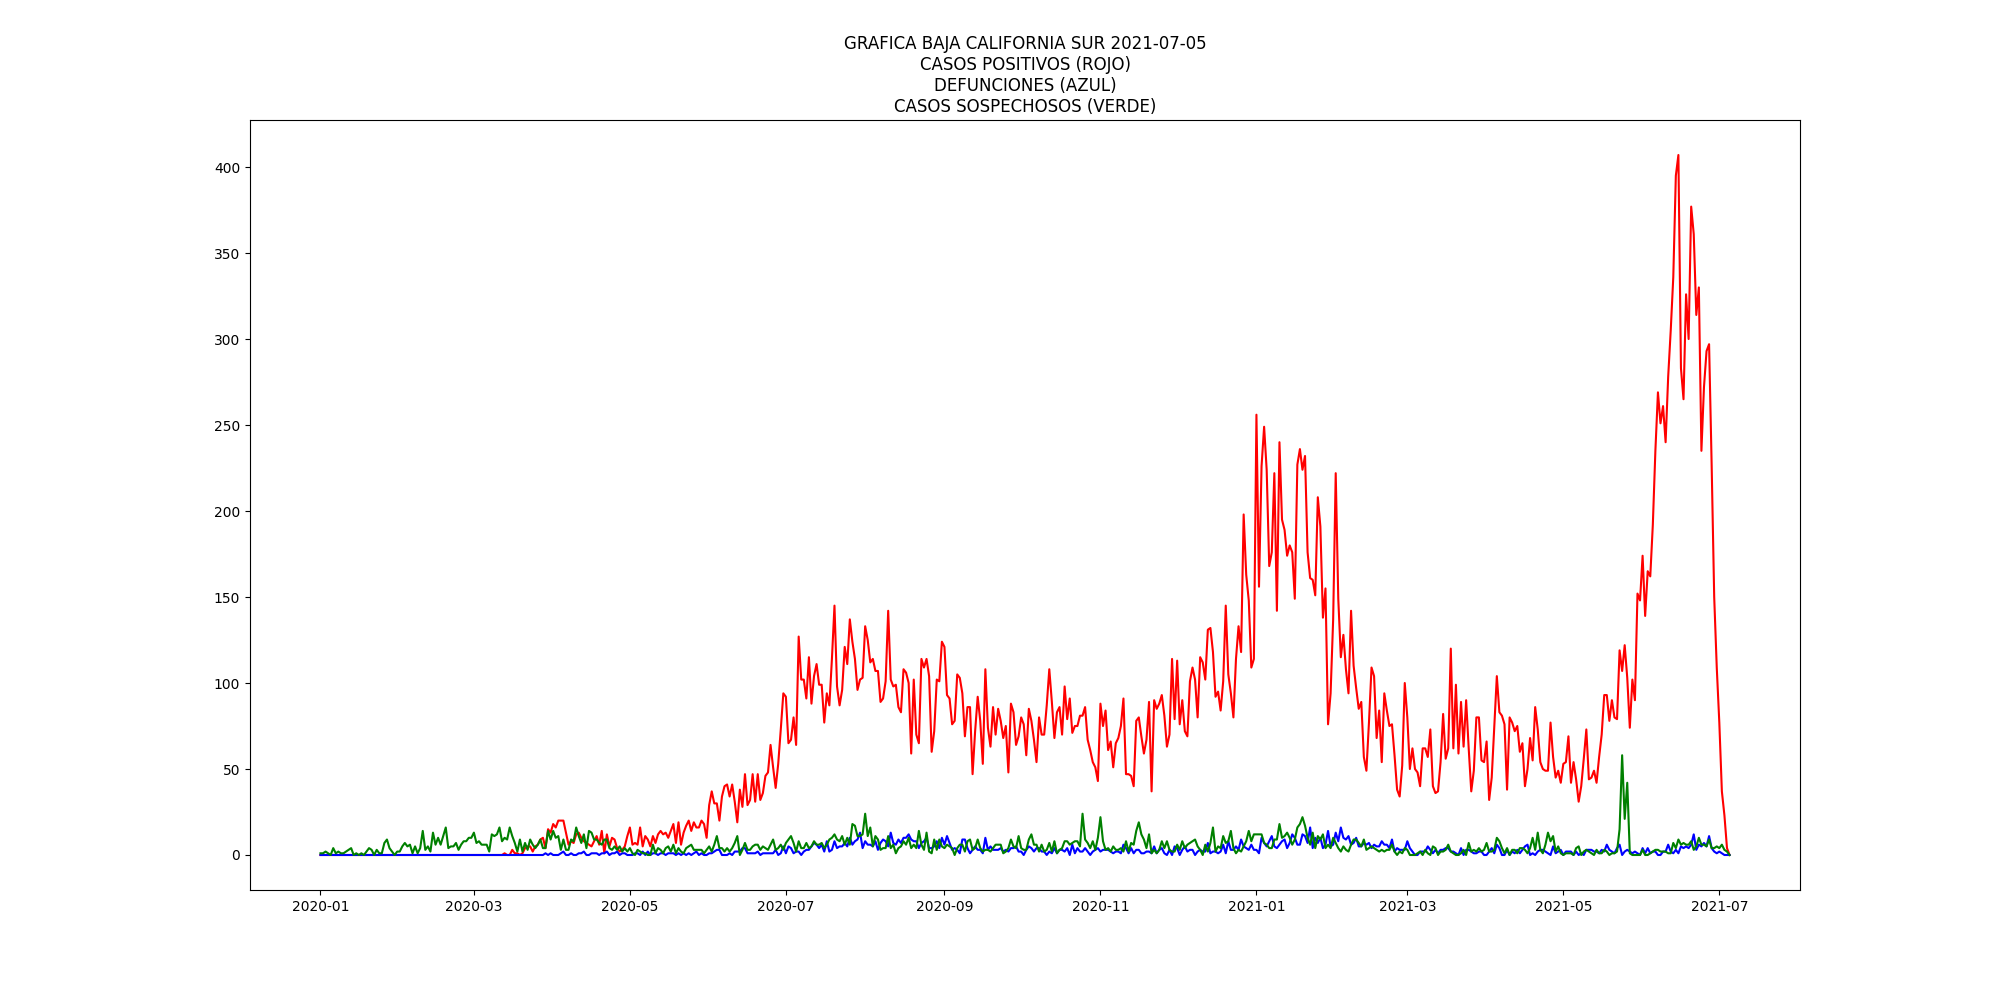 GRAFICA BAJA CALIFORNIA SUR 2021-07-05
CASOS POSITIVOS (ROJO)
DEFUNCIONES (AZUL)
CASOS SOSPECHOSOS (VERDE)
400
350
300
250
200
150
100
50
0
2020-01 2020-03 2020-05 2020-07 2020-09 2020-11 2021-01 2021-03 2021-05 2021-07